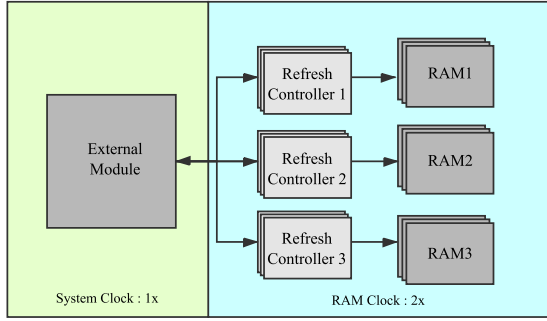 Refresh
Controller 1
RAM1
External
Module
Refresh
Controller 2
RAM2
Refresh
Controller 3
RAM3
System Clock : 1x
RAM Clock : 2x